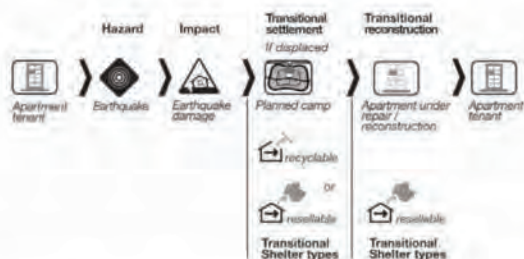 Hazard
Impact
Transitional
settlement
Transitional
reconstruction
If displaced
Apartment
tenant
Earthquake
Earthquake
damage
Planned camp
Apartment under
repair /
reconstruction
Apartment
tenant
recyclable
or
resellable
resellable
Transitional
Shelter types
Transitional
Shelter types